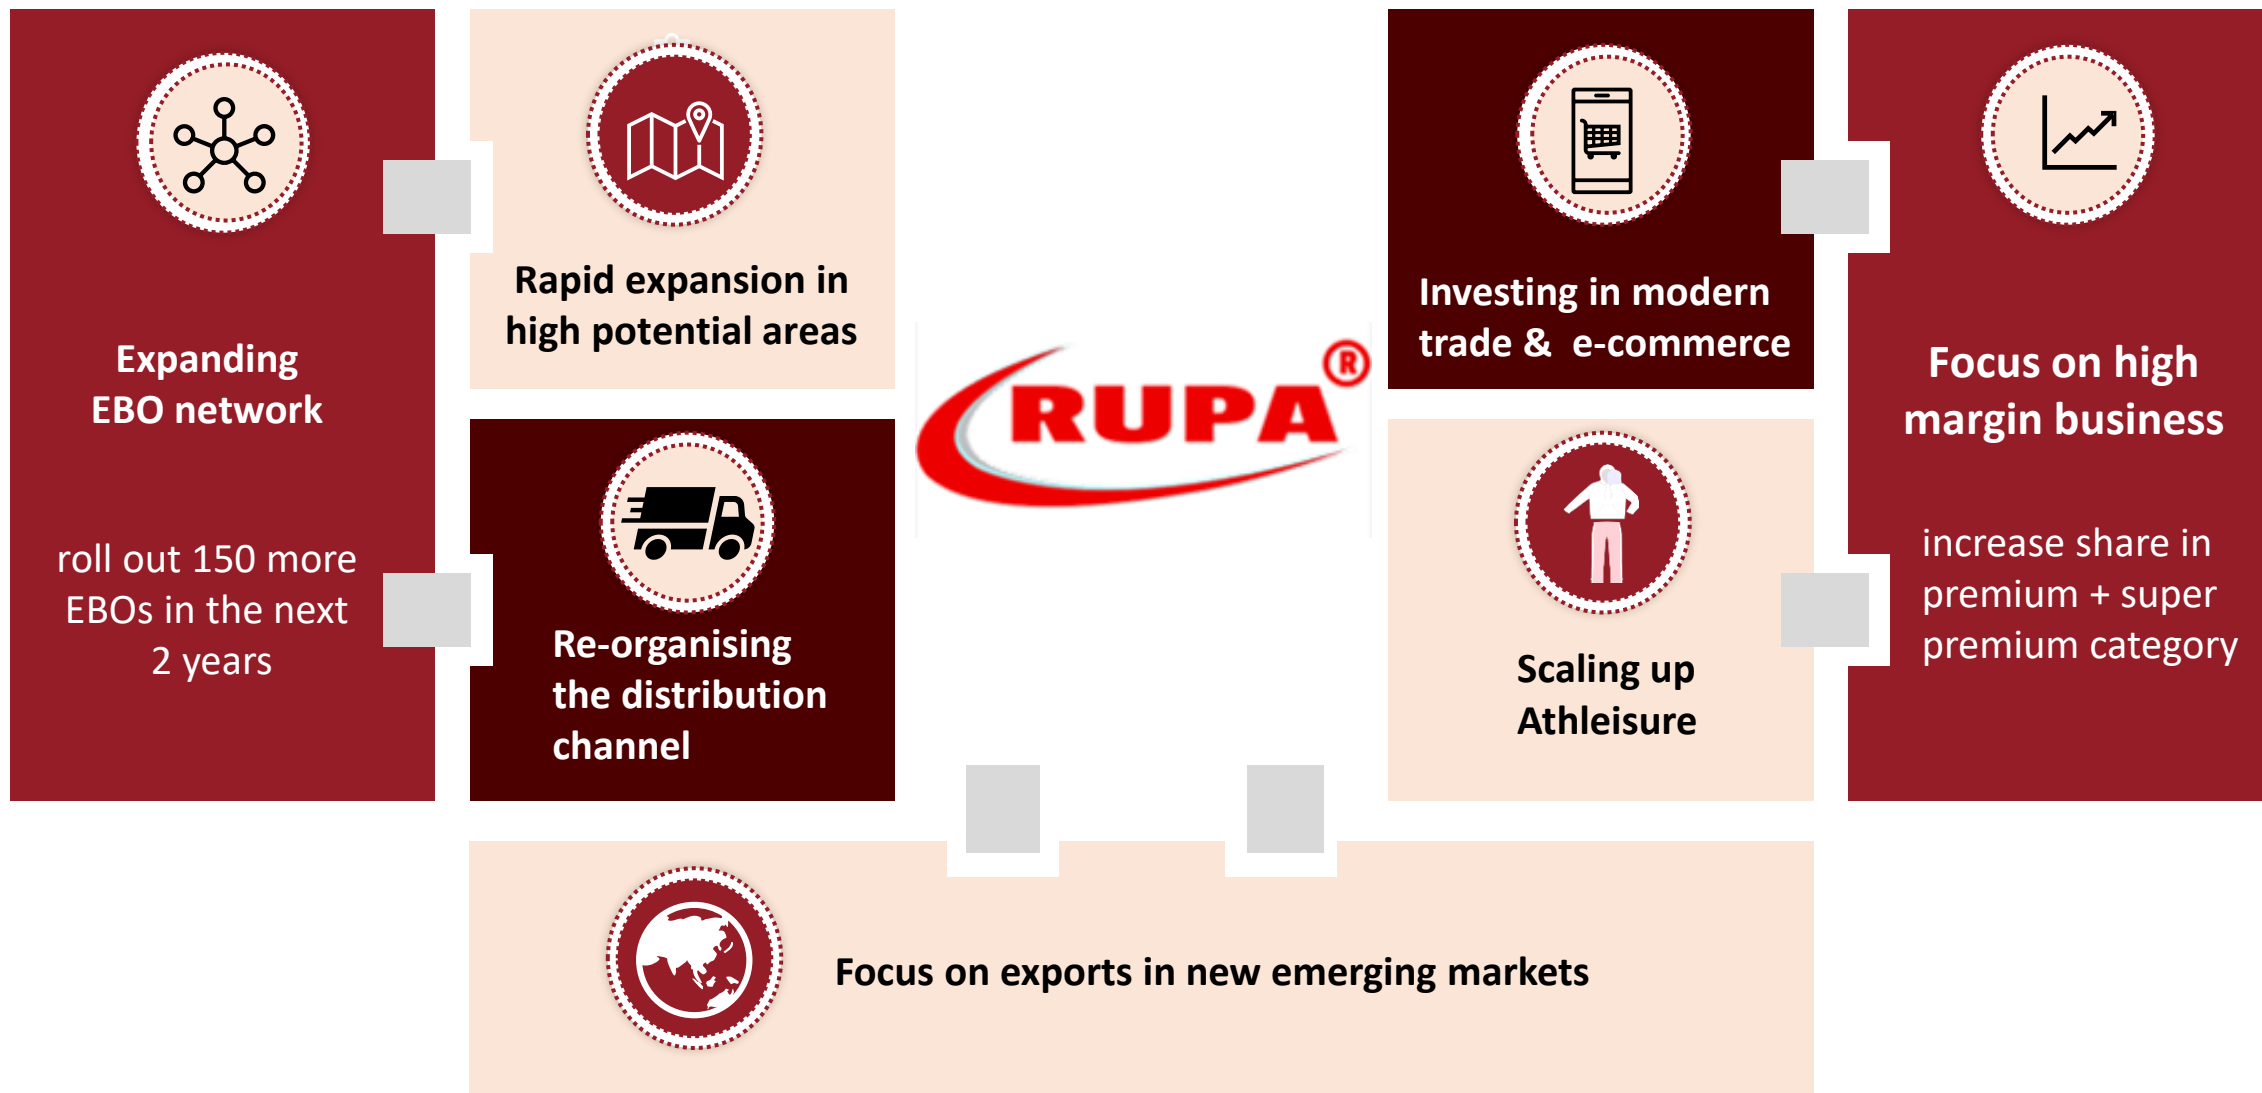 Expanding
EBO network
roll out 150 more
EBOs in the next
2 years
Rapid expansion in
high potential areas
Re-organising
the distribution
channel
RUPA®
Investing in modern
trade & e-commerce
Scaling up
Athleisure
Focus on high
margin business
increase share in
premium + super
premium category
Focus on exports in new emerging markets